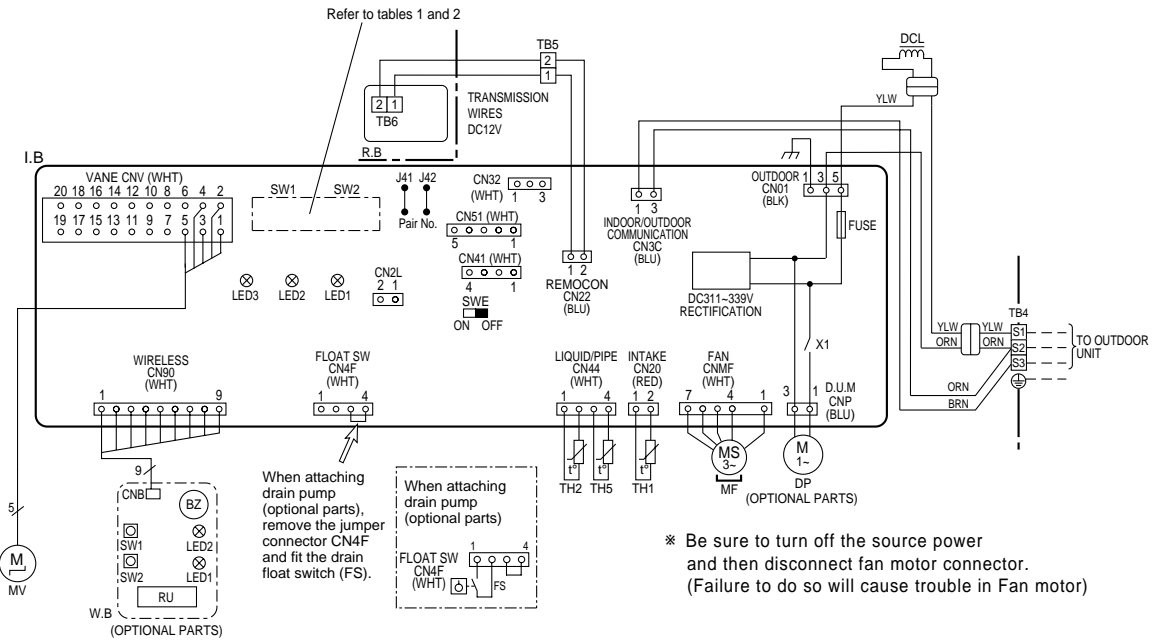 Refer to tables 1 and 2
TB5
2
1
DCL
YLW
2 1
TB6
TRANSMISSION
WIRES
DC12V
R.B
I.B
VANE CNV (WHT)
20 18 16 14 12 10 8 6 4 2
19 17 15 13 11 9 7 5 3 1
SW1 SW2
J41 J42
Pair No.
CN32
(WHT)
1 3
CN51 (WHT)
5 1
CN41 (WHT)
4 1
SWE
ON OFF
LED3 LED2 LED1
CN2L
2 1
1 2
REMOCON
CN22
(BLU)
1 3
INDOOR/OUTDOOR
COMMUNICATION
CN3C
(BLU)
OUTDOOR 1 3 5
CN01
(BLK)
FUSE
DC311~339V
RECTIFICATION
X1
TB4
YLW YLW S1
ORN ORN S2
S3
TO OUTDOOR
UNIT
ORN
BRN
WIRELESS
CN90
(WHT)
1 9
FLOAT SW
CN4F
(WHT)
1 4
LIQUID/PIPE
CN44
(WHT)
1 4
INTAKE
CN20
(RED)
1 2
FAN
CNMF
(WHT)
7 4 1
3 1
D.U.M
CNP
(BLU)
t° t° t°
TH2 TH5 TH1
MS
3~
MF
M
1~
DP
(OPTIONAL PARTS)
5
M
MV
9
CNB
BZ
SW1
LED2
SW2
LED1
RU
W.B
(OPTIONAL PARTS)
When attaching
drain pump
(optional parts),
remove the jumper
connector CN4F
and fit the drain
float switch (FS).
When attaching
drain pump
(optional parts)
FLOAT SW
CN4F
(WHT)
1 4
FS
※ Be sure to turn off the source power
and then disconnect fan motor connector.
(Failure to do so will cause trouble in Fan motor)